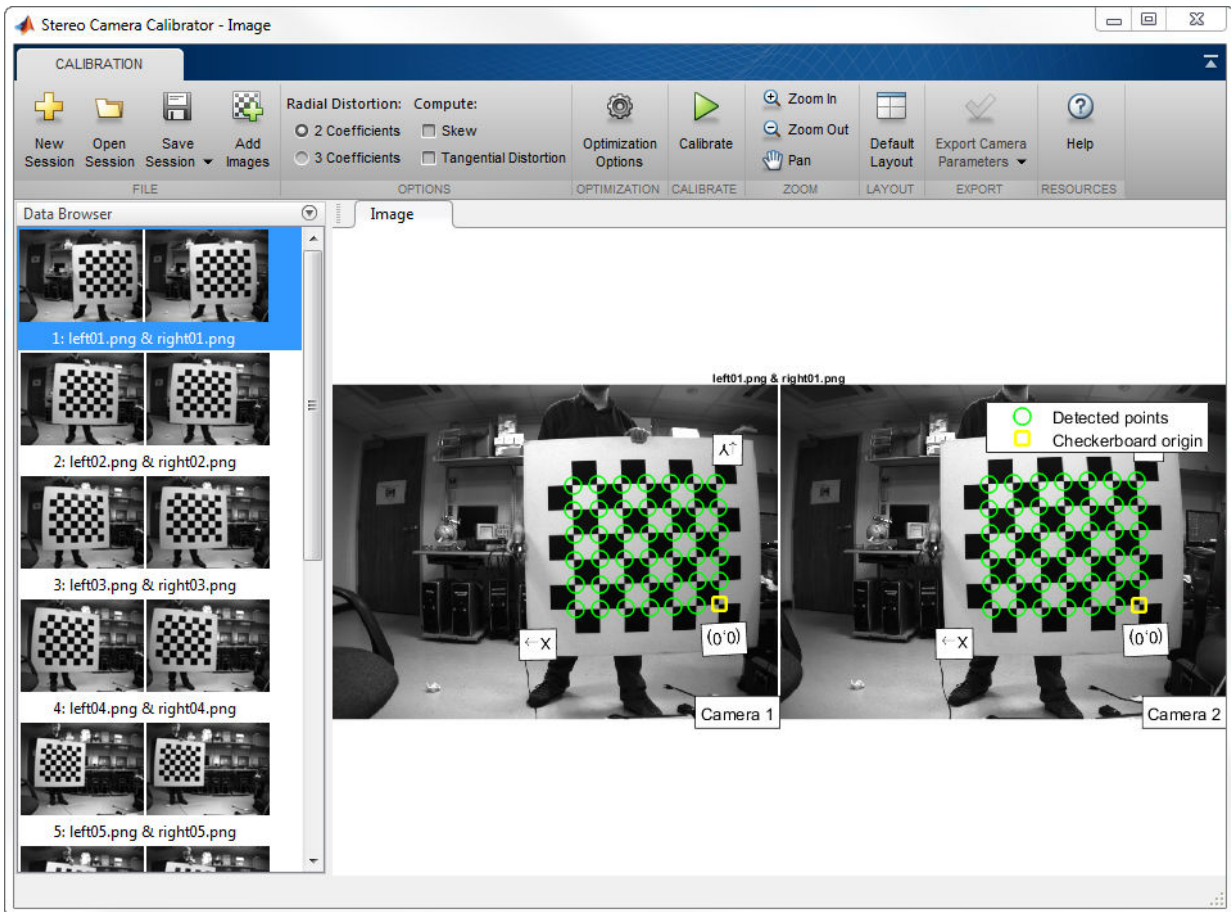 Stereo Camera Calibrator - Image
CALIBRATION
New Session
Open Session
Save Session
Add Images
Radial Distortion:
2 Coefficients
3 Coefficients
Compute:
Skew
Tangential Distortion
Optimization Options
Calibrate
Zoom In
Zoom Out
Pan
Default Layout
Export Camera Parameters
Help
FILE
OPTIONS
OPTIMIZATION
CALIBRATE
ZOOM
LAYOUT
EXPORT
RESOURCES
Data Browser
1: left01.png & right01.png
2: left02.png & right02.png
3: left03.png & right03.png
4: left04.png & right04.png
5: left05.png & right05.png
Image
left01.png & right01.png
Detected points
Checkerboard origin
Y→
←X
(0,0)
Camera 1
←X
(0,0)
Camera 2